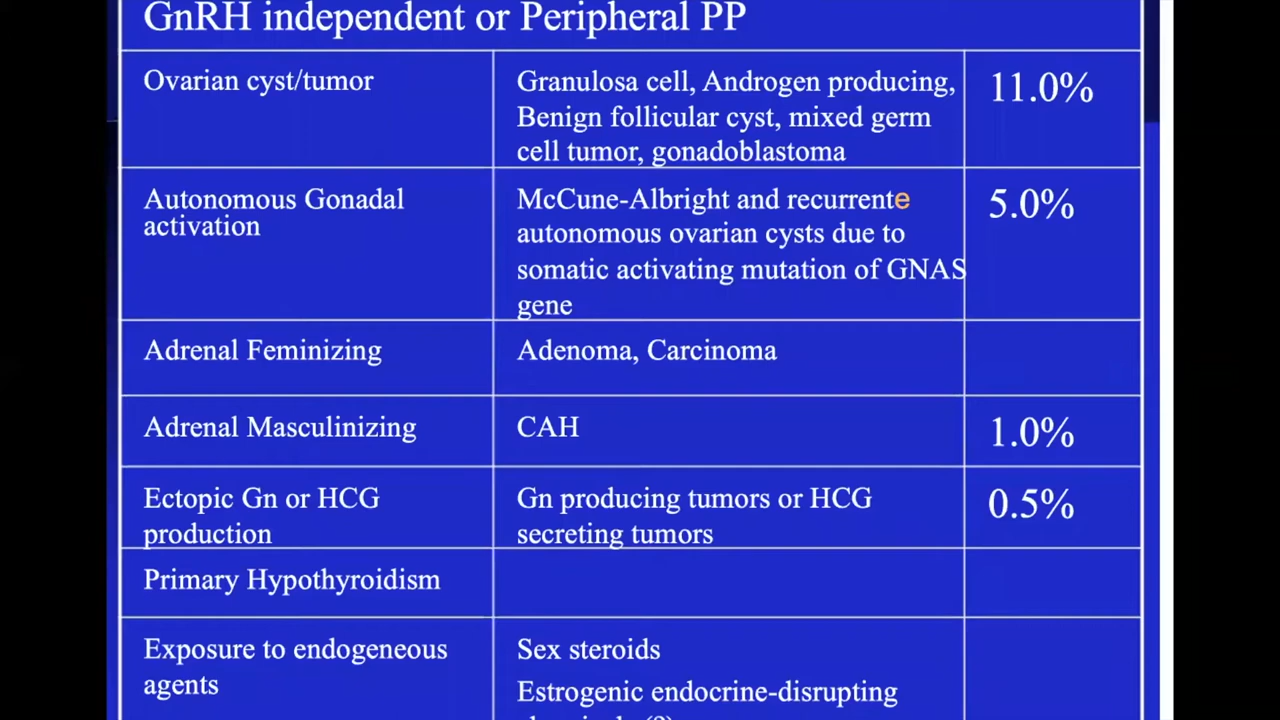 GnRH independent or Peripheral PP
Ovarian cyst/tumor
Granulosa cell, Androgen producing,
Benign follicular cyst, mixed germ
cell tumor, gonadoblastoma
11.0%
Autonomous Gonadal
activation
McCune-Albright and recurrente
autonomous ovarian cysts due to
somatic activating mutation of GNAS
gene
5.0%
Adrenal Feminizing
Adenoma, Carcinoma
Adrenal Masculinizing
CAH
1.0%
Ectopic Gn or HCG
production
Gn producing tumors or HCG
secreting tumors
0.5%
Primary Hypothyroidism
Exposure to endogeneous
agents
Sex steroids
Estrogenic endocrine-disrupting